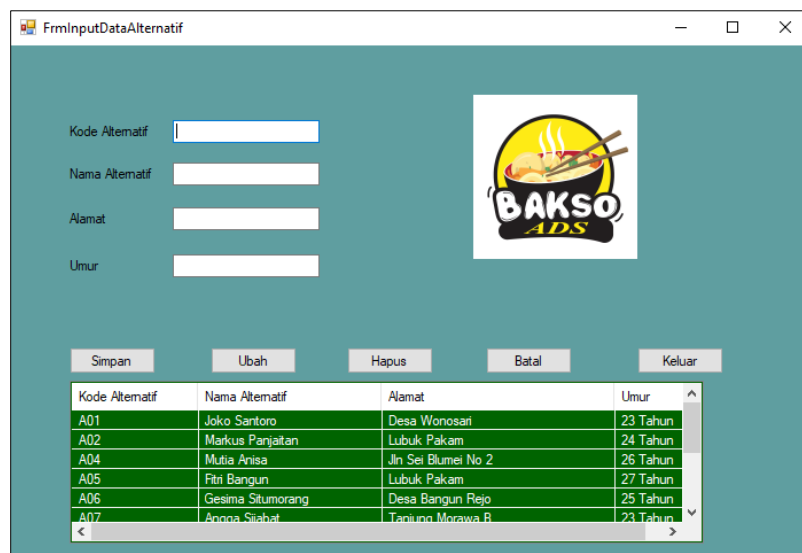 FrmInputDataAlternatif
Kode Alternatif
Nama Alternatif
Alamat
Umur
BAKSO
ADS
Simpan Ubah Hapus Batal Keluar
Kode Alternatif Nama Alternatif Alamat Umur
A01 Joko Santoro Desa Wonosari 23 Tahun
A02 Markus Panjaitan Lubuk Pakam 24 Tahun
A04 Mutia Anisa Jln Sei Blumei No 2 26 Tahun
A05 Fitri Bangun Lubuk Pakam 27 Tahun
A06 Gesima Situmorang Desa Bangun Rejo 25 Tahun
A07 Angga Sijabat Tanjung Morawa B 23 Tahun